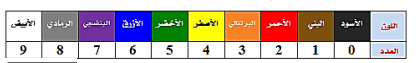 اللون الأسود البني الأحمر البرتقالي الأصفر الأخضر الأزرق البنفسجي الرمادي الأبيض
العدد 0 1 2 3 4 5 6 7 8 9